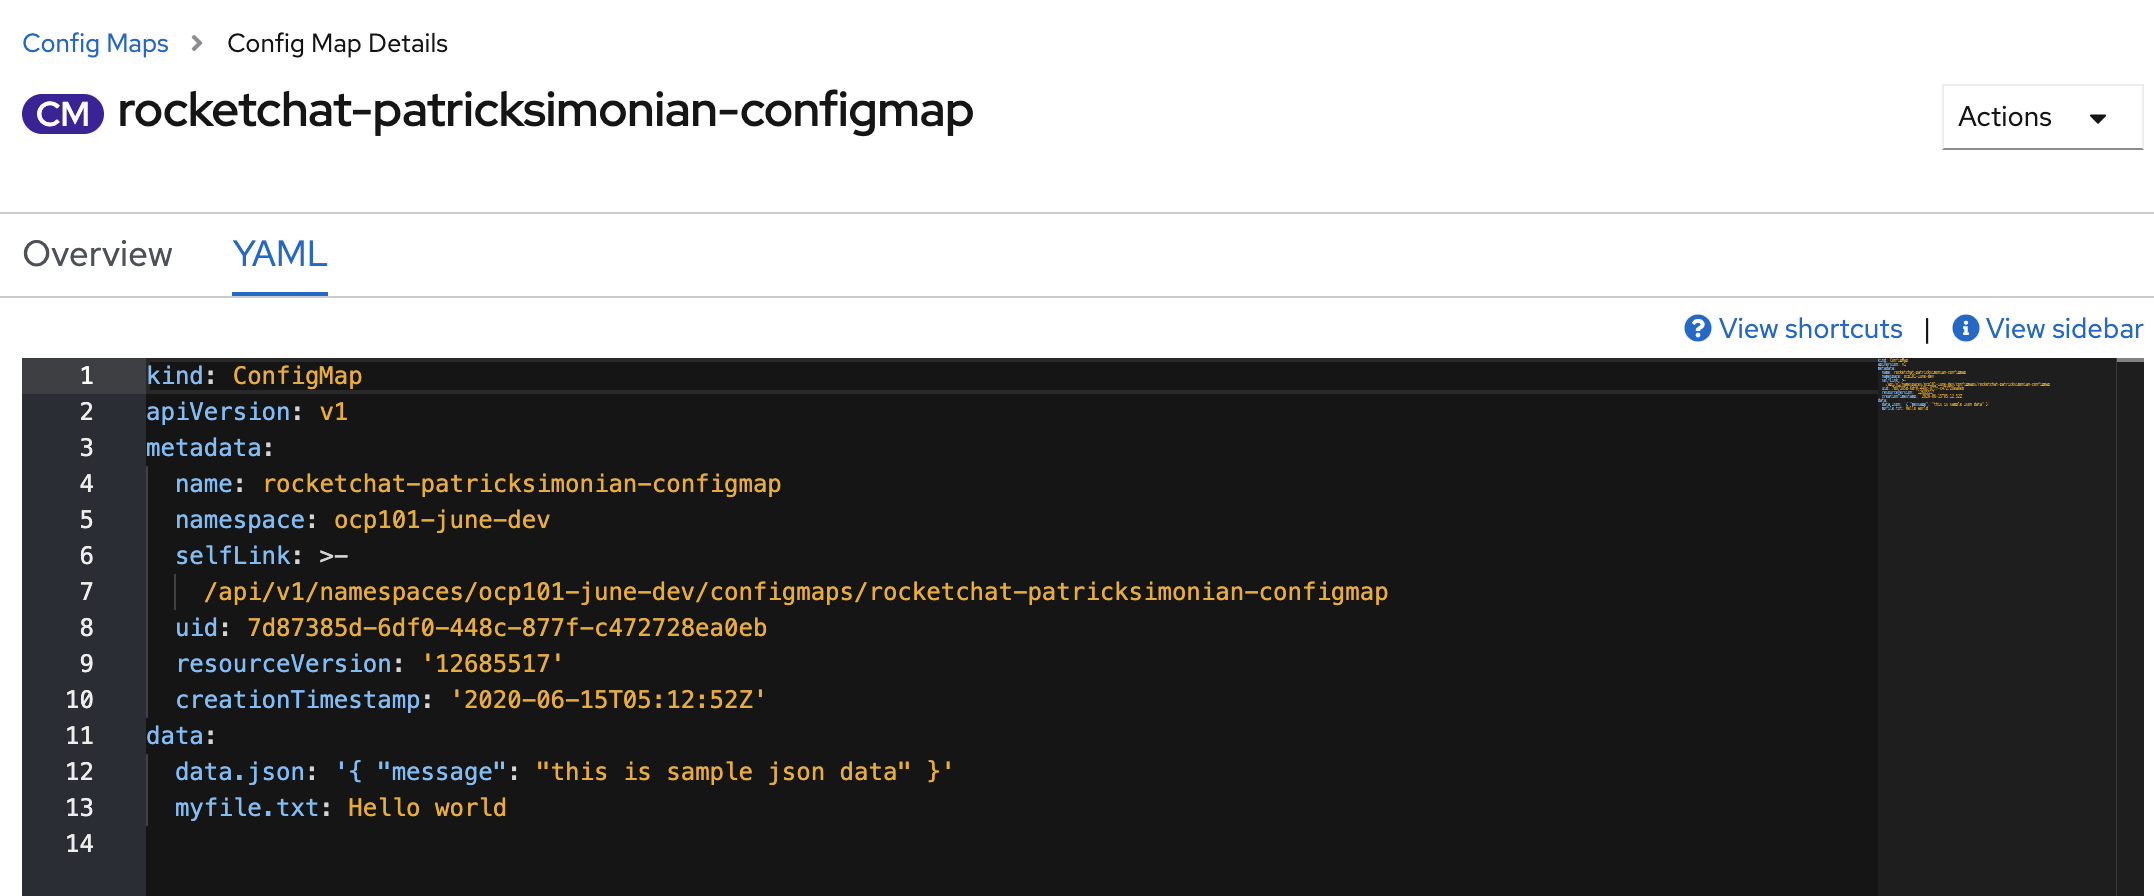 Config Maps > Config Map Details
CM rocketchat-patricksimonian-configmap
Actions
Overview YAML
View shortcuts | View sidebar
1 kind: ConfigMap
2 apiVersion: v1
3 metadata:
4   name: rocketchat-patricksimonian-configmap
5   namespace: ocp101-june-dev
6   selfLink: >-
7     /api/v1/namespaces/ocp101-june-dev/configmaps/rocketchat-patricksimonian-configmap
8   uid: 7d87385d-6df0-448c-877f-c472728ea0eb
9   resourceVersion: '12685517'
10   creationTimestamp: '2020-06-15T05:12:52Z'
11 data:
12   data.json: '{ "message": "this is sample json data" }'
13   myfile.txt: Hello world
14